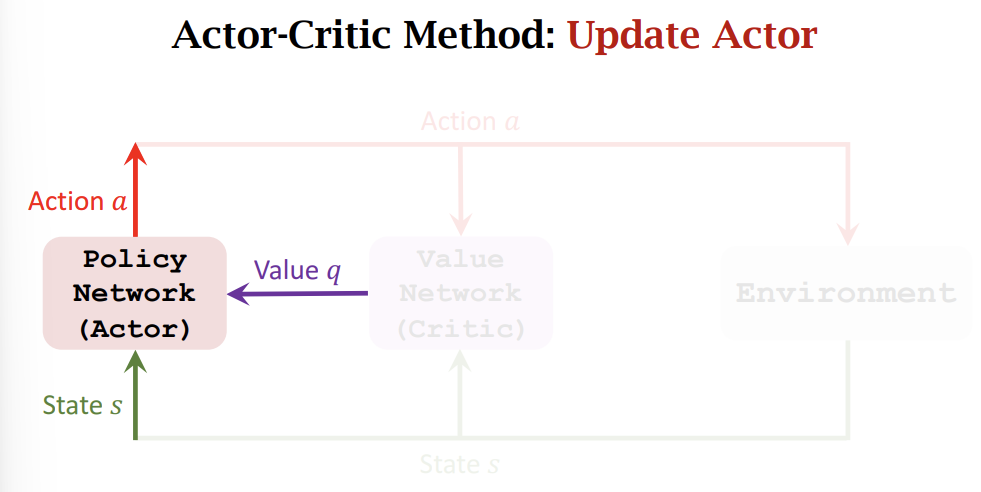 Actor-Critic Method: Update Actor
Action a
Action a
Policy
Network
(Actor)
Value q
Value
Network
(Critic)
Environment
State s
State s